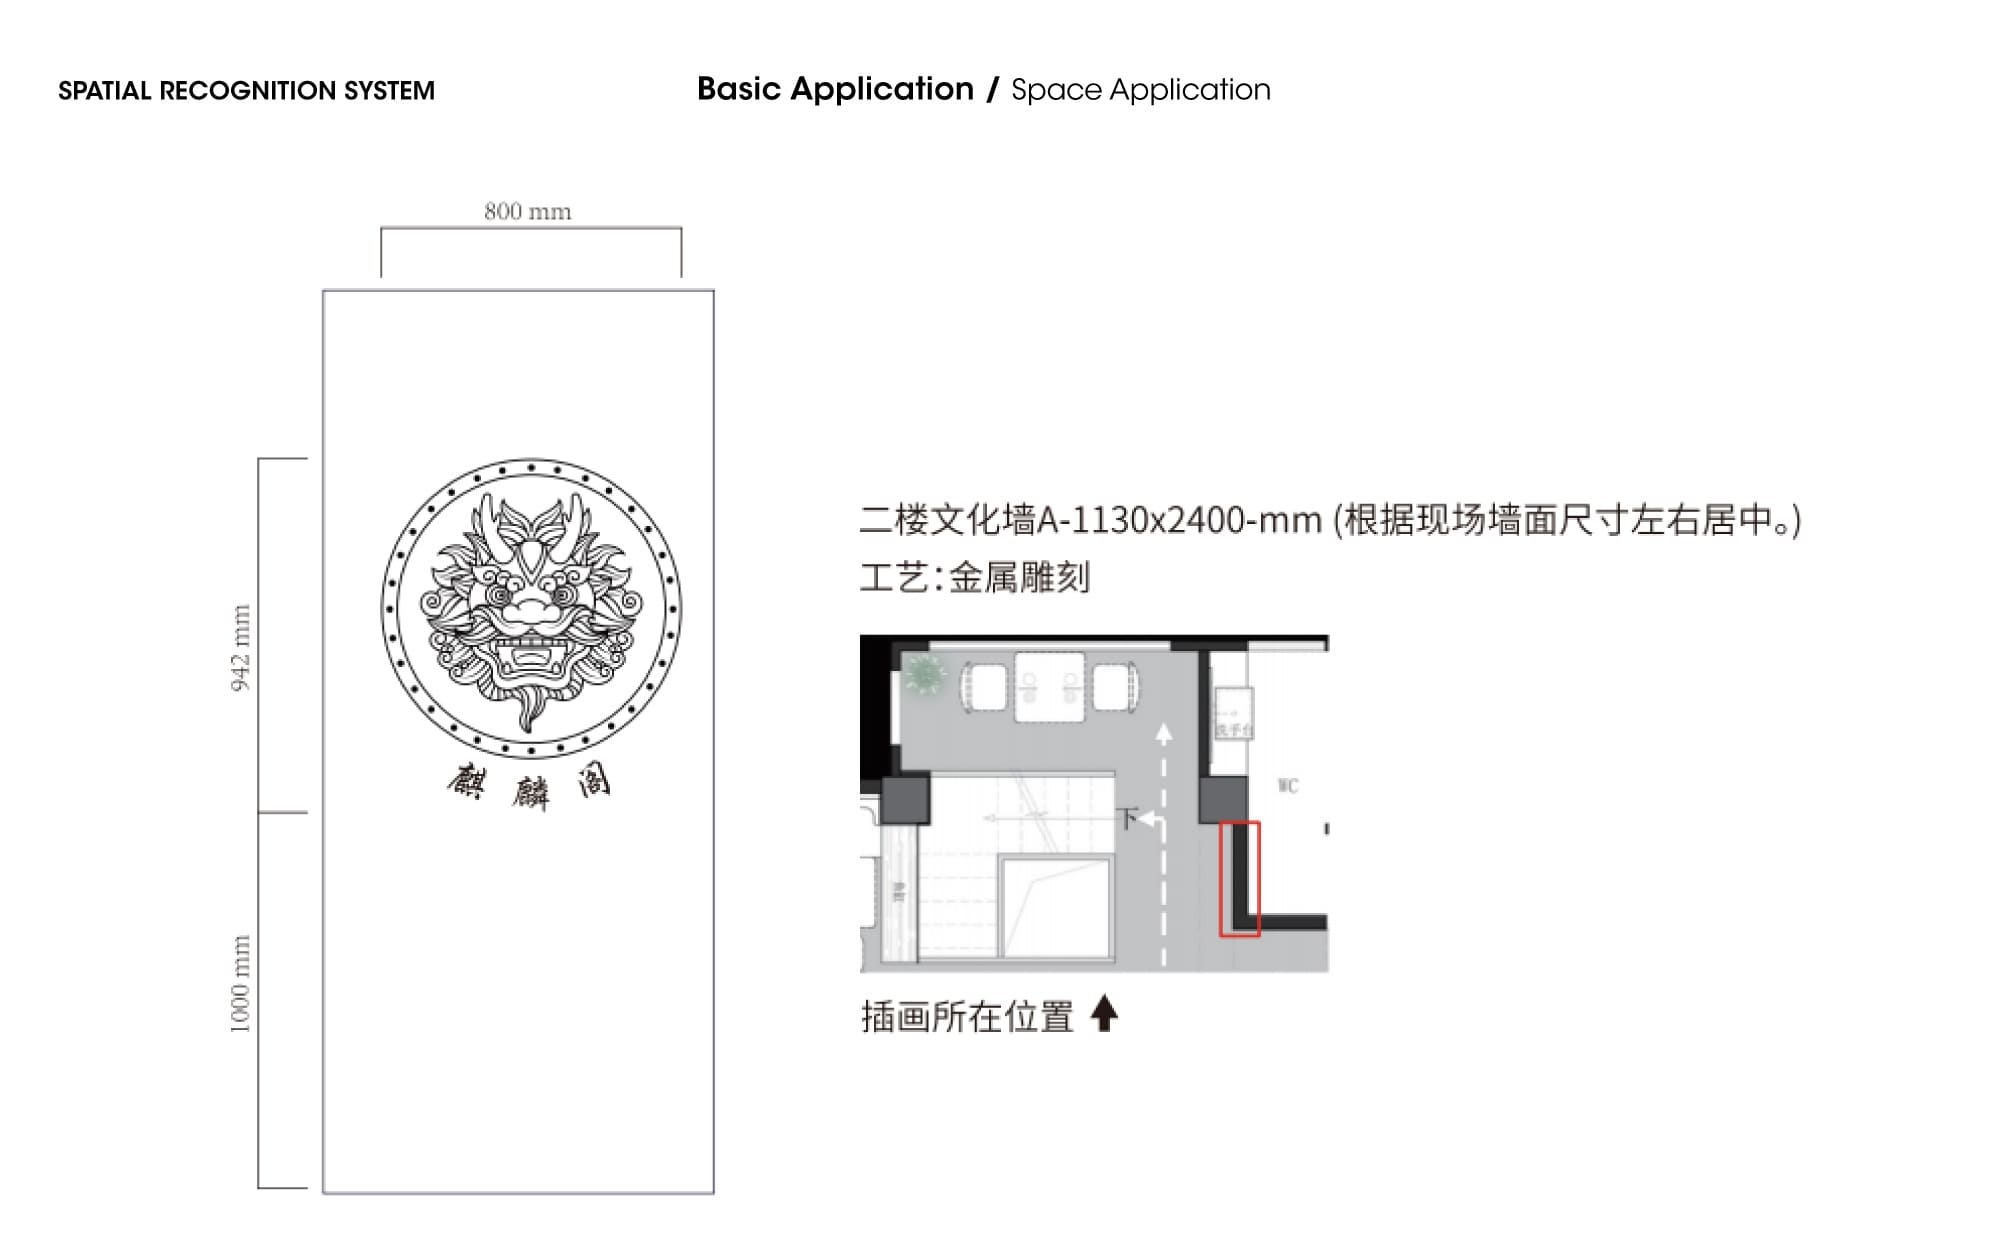 SPATIAL RECOGNITION SYSTEM
Basic Application / Space Application
800 mm
942 mm
1000 mm
麒 麟 阁
二楼文化墙A-1130x2400-mm (根据现场墙面尺寸左右居中。)
工艺:金属雕刻
洗手台
WC
下
插画所在位置